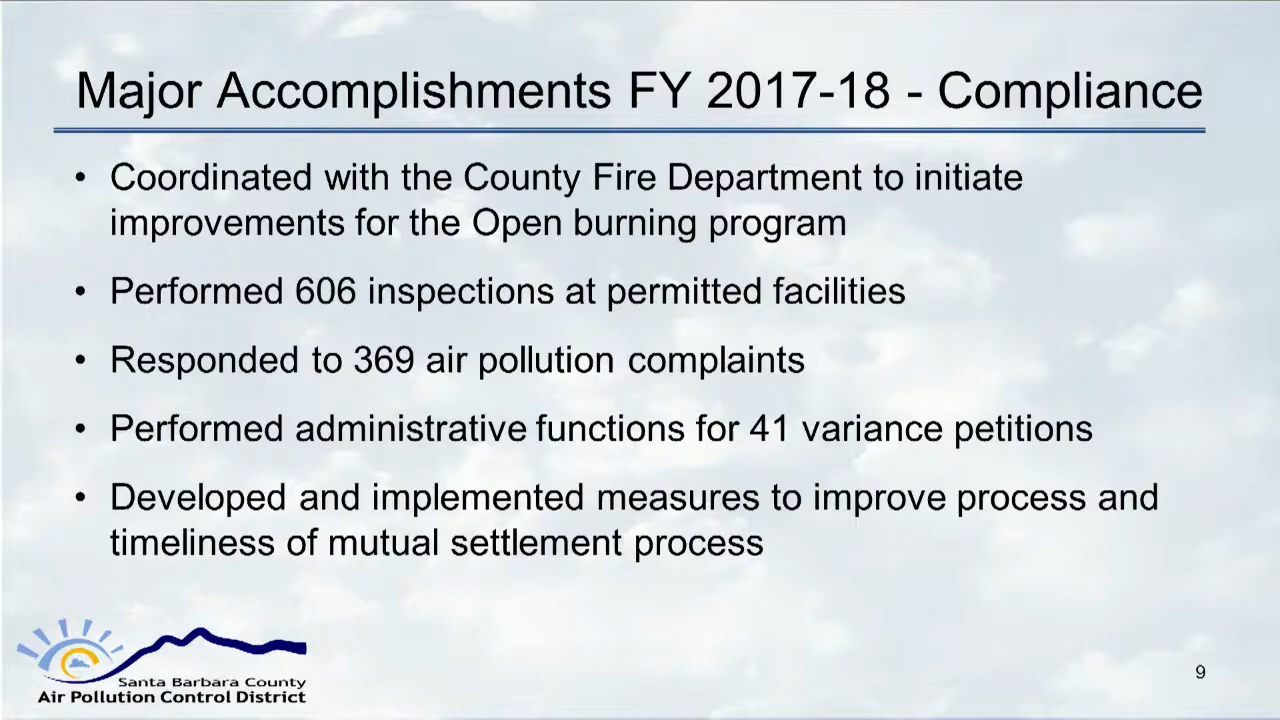 Major Accomplishments FY 2017-18 - Compliance
• Coordinated with the County Fire Department to initiate
improvements for the Open burning program
• Performed 606 inspections at permitted facilities
• Responded to 369 air pollution complaints
• Performed administrative functions for 41 variance petitions
• Developed and implemented measures to improve process and
timeliness of mutual settlement process
Santa Barbara County
Air Pollution Control District
9